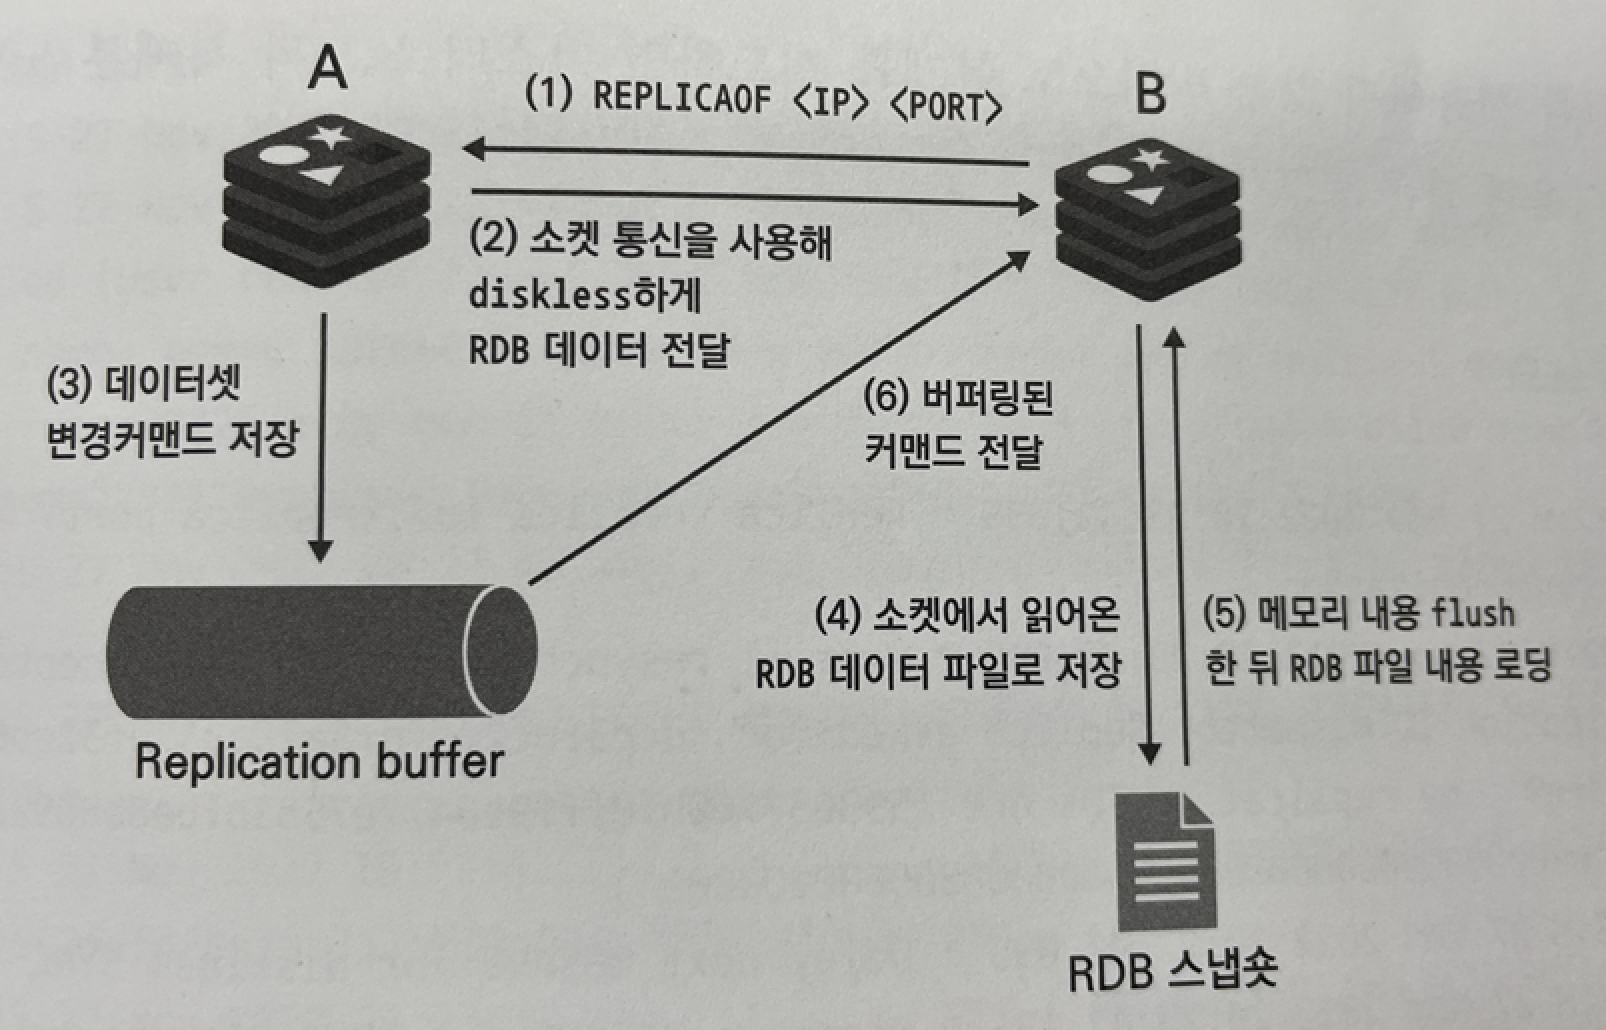 A
B
(1) REPLICAOF <IP> <PORT>
(2) 소켓 통신을 사용해
diskless하게
RDB 데이터 전달
(3) 데이터셋
변경커맨드 저장
(6) 버퍼링된
커맨드 전달
(4) 소켓에서 읽어온
RDB 데이터 파일로 저장
(5) 메모리 내용 flush
한 뒤 RDB 파일 내용 로딩
Replication buffer
RDB 스냅숏